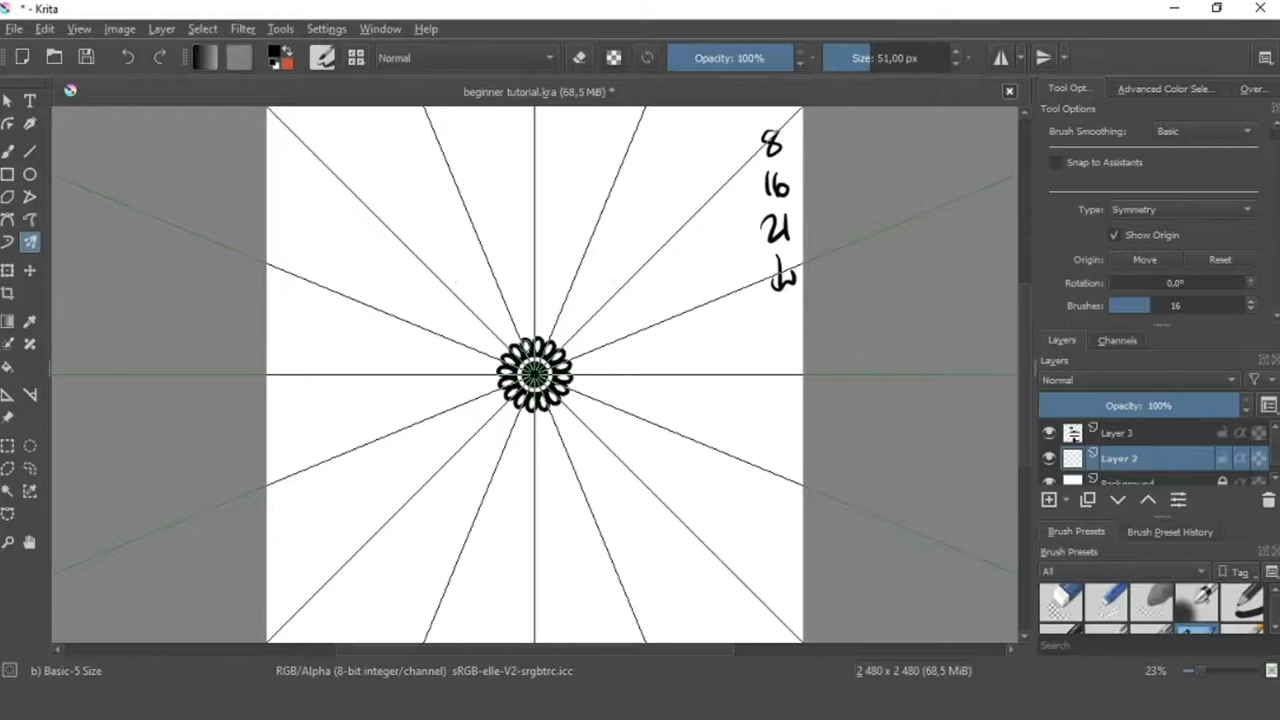 * - Krita
File Edit View Image Layer Select Filter Tools Settings Window Help
Normal Opacity: 100% Size: 51,00 px
beginner tutorial.kra (68,5 MiB) *
8
16
Tool Opt... Advanced Color Sele... Over...
Tool Options
Brush Smoothing: Basic
Snap to Assistants
Type: Symmetry
Show Origin
Origin: Move Reset
Rotation: 0,0°
Brushes: 16
Layers Channels
Layers
Normal
Opacity: 100%
Layer 3
Layer 2
Background
Brush Presets Brush Preset History
Brush Presets
All Tag
Search
b) Basic-5 Size RGB/Alpha (8-bit integer/channel) sRGB-elle-V2-srgbtrc.icc 2 480 x 2 480 (68,5 MiB) 23%